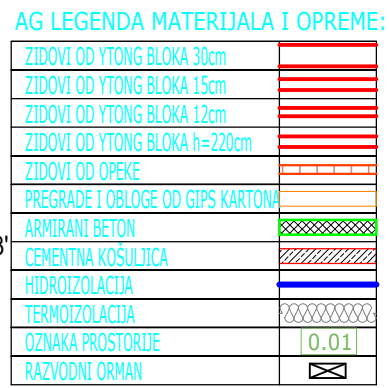 AG LEGENDA MATERIJALA I OPREME:
ZIDOVI OD YTONG BLOKA 30cm
ZIDOVI OD YTONG BLOKA 15cm
ZIDOVI OD YTONG BLOKA 12cm
ZIDOVI OD YTONG BLOKA h=220cm
ZIDOVI OD OPEKE
PREGRADE I OBLOGE OD GIPS KARTONA
ARMIRANI BETON
CEMENTNA KOŠULJICA
HIDROIZOLACIJA
TERMOIZOLACIJA
OZNAKA PROSTORIJE 0.01
RAZVODNI ORMAN